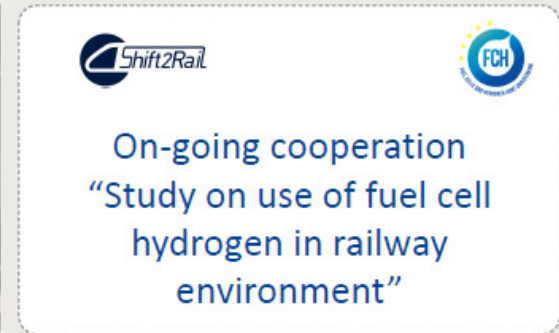 Shift2Rail
FCH
On-going cooperation
“Study on use of fuel cell
hydrogen in railway
environment”